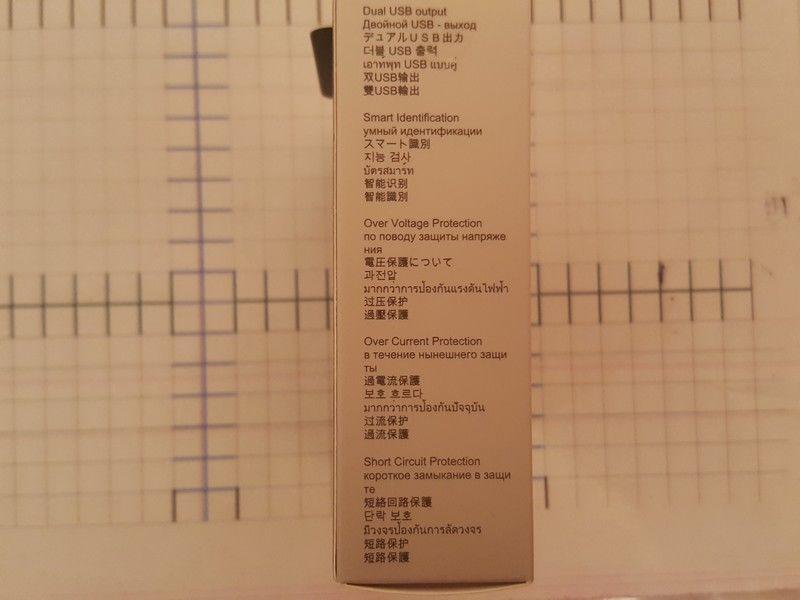 Dual USB output
Двойной USB - выход
デュアルＵＳＢ出力
더블 USB 출력
เอาทพุท USB แบบคู่
双USB输出
雙USB輸出
Smart Identification
умный идентификации
スマート識別
지능 검사
บัตรสมาร์ท
智能识别
智能識別
Over Voltage Protection
по поводу защиты напряже
ния
電圧保護について
과전압
มากกว่าการป้องกันแรงดันไฟฟ้า
过压保护
過壓保護
Over Current Protection
в течение нынешнего защи
ты
過電流保護
보호 흐르다
มากกว่าการป้องกันปัจจุบัน
过流保护
過流保護
Short Circuit Protection
короткое замыкание в защи
те
短絡回路保護
단락 보호
มีวงจรป้องกันการลัดวงจร
短路保护
短路保護